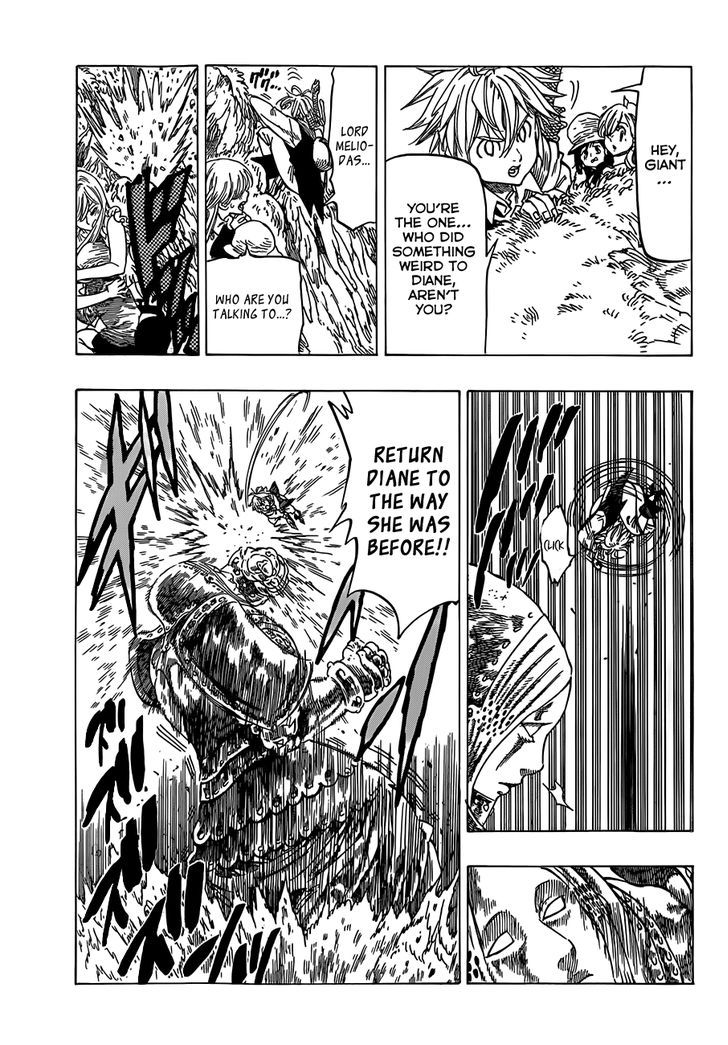 HEY,
GIANT
...
YOU'RE
THE ONE...
WHO DID
SOMETHING
WEIRD TO
DIANE,
AREN'T
YOU?
LORD
MELIO-
DAS...
WHO ARE YOU
TALKING TO...?
CLICK
RETURN
DIANE TO
THE WAY
SHE WAS
BEFORE!!